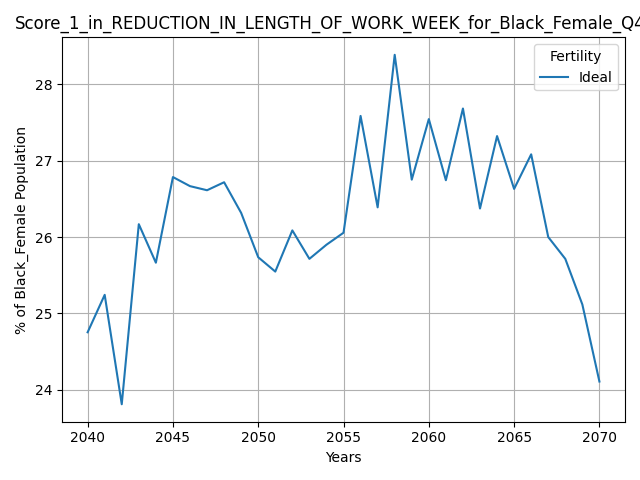 Score_1_in_REDUCTION_IN_LENGTH_OF_WORK_WEEK_for_Black_Female_Q4
Fertility
Ideal
28
27
26
25
24
% of Black_Female Population
2040 2045 2050 2055 2060 2065 2070
Years